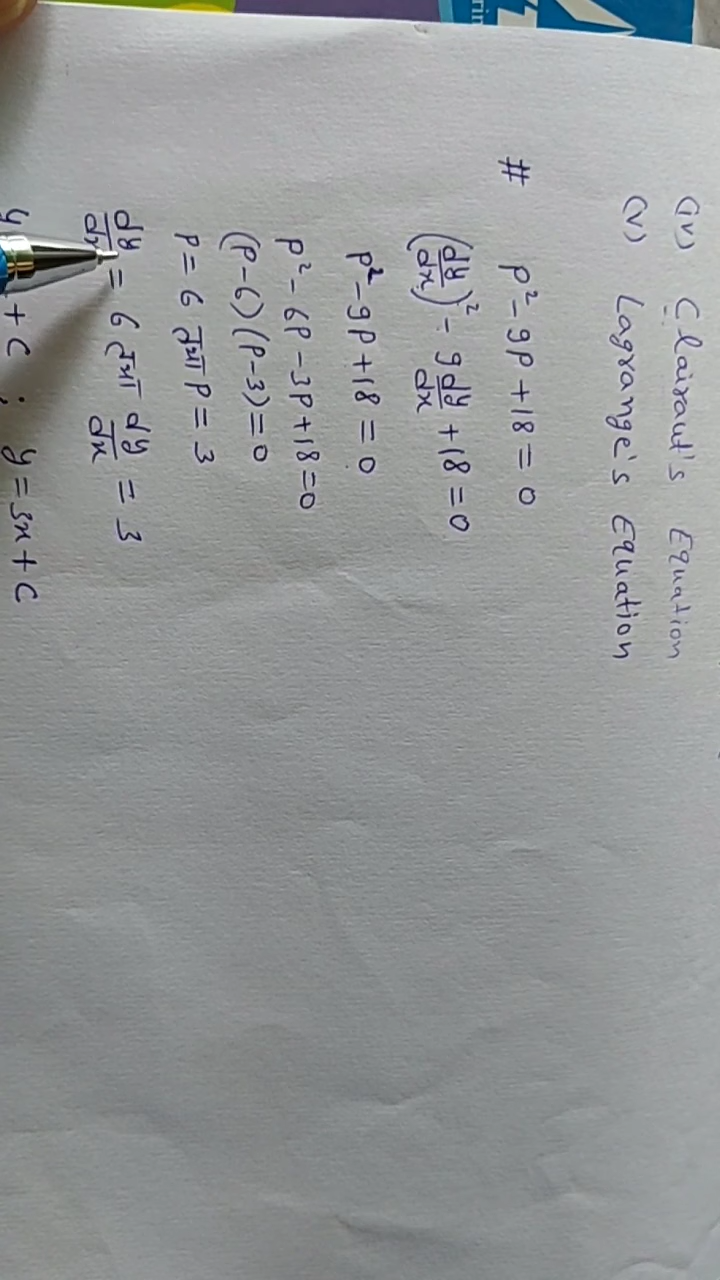 (iv) Clairaut's Equation
(v) Lagrange's Equation
# p² - 9p + 18 = 0
(dy/dx)² - 9 dy/dx + 18 = 0
p² - 9p + 18 = 0
p² - 6p - 3p + 18 = 0
(p-6)(p-3) = 0
p = 6 तथा p = 3
dy/dx = 6 तथा dy/dx = 3
y + c ; y = 3x + c